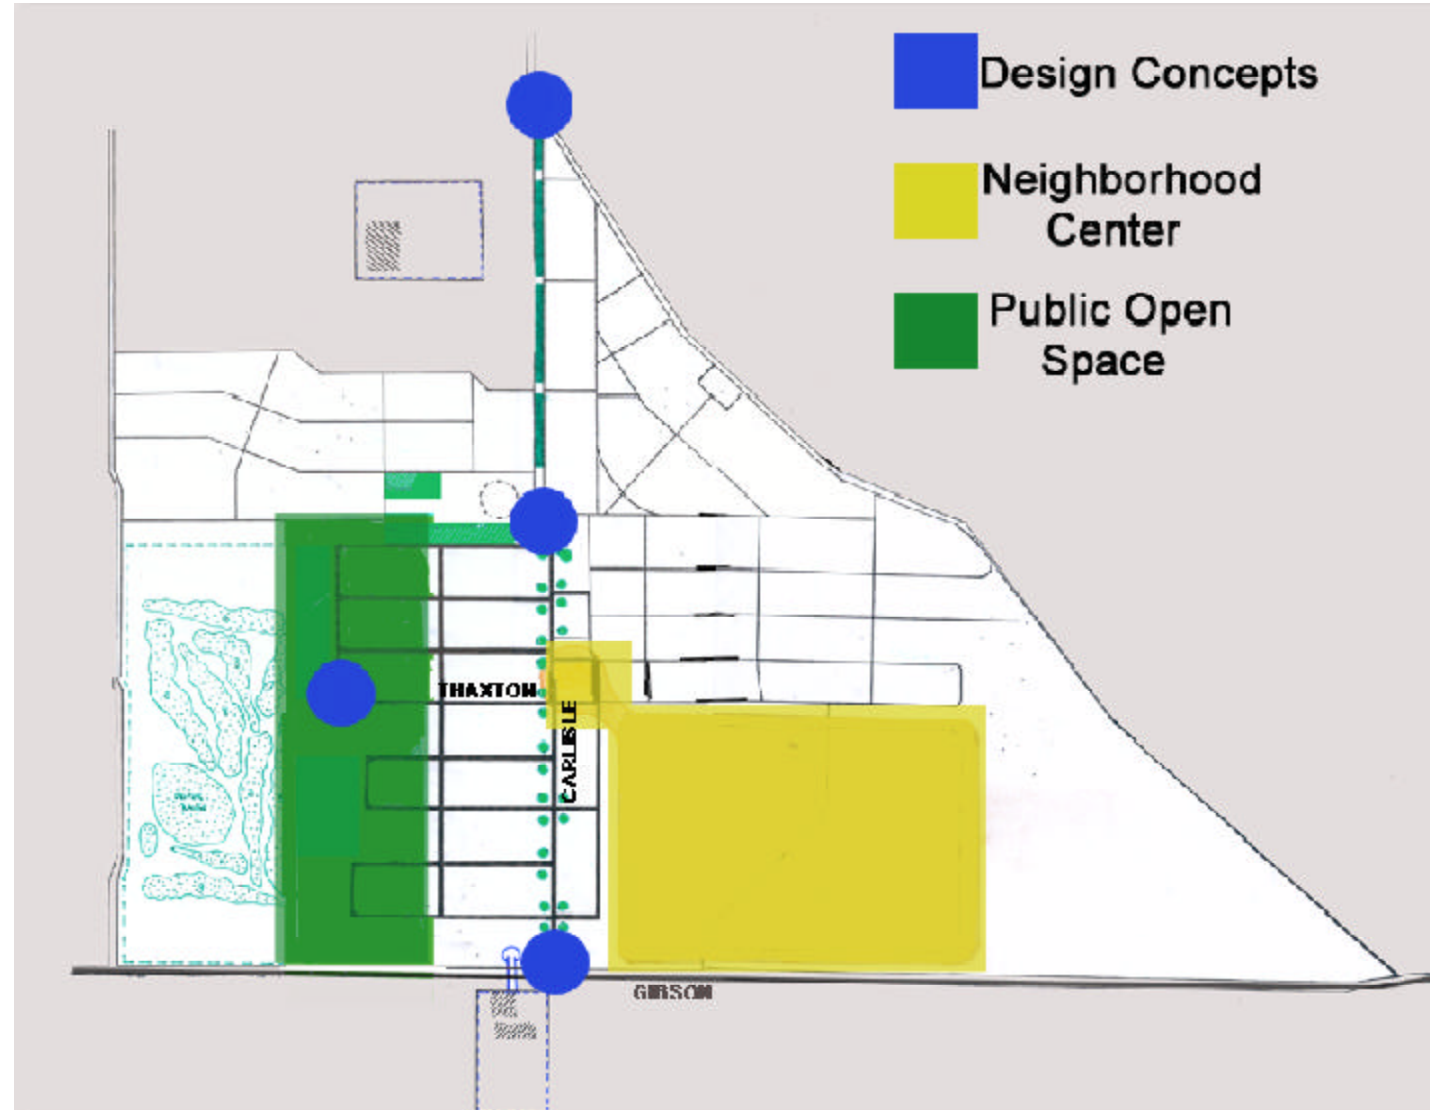 Design Concepts
Neighborhood
Center
Public Open
Space
THAXTON
CARLISLE
GIBSON